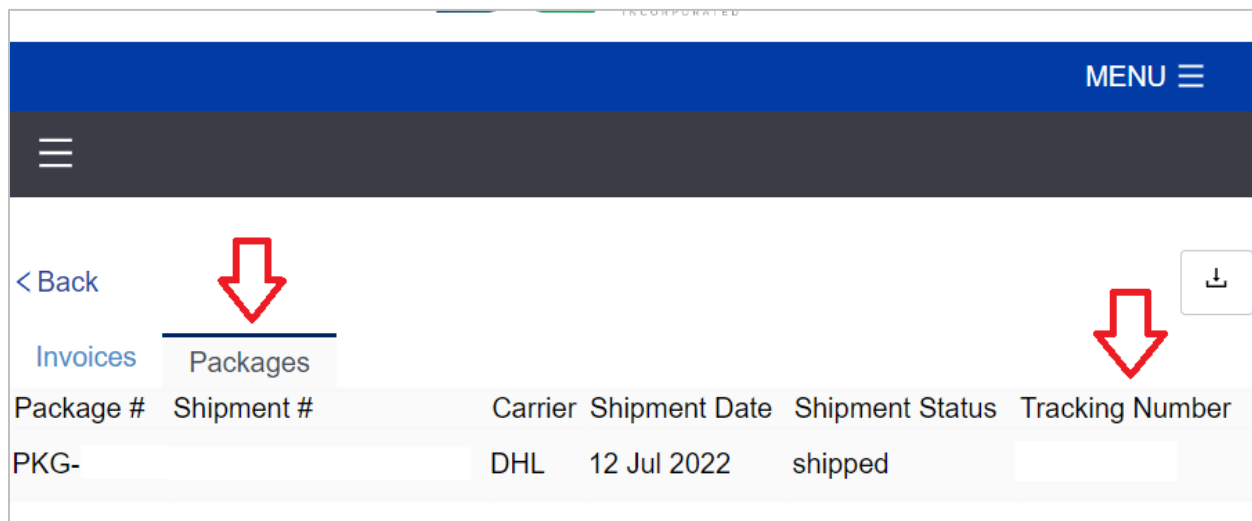 INCORPORATED
MENU
< Back
Invoices Packages
Package # Shipment # Carrier Shipment Date Shipment Status Tracking Number
PKG- DHL 12 Jul 2022 shipped